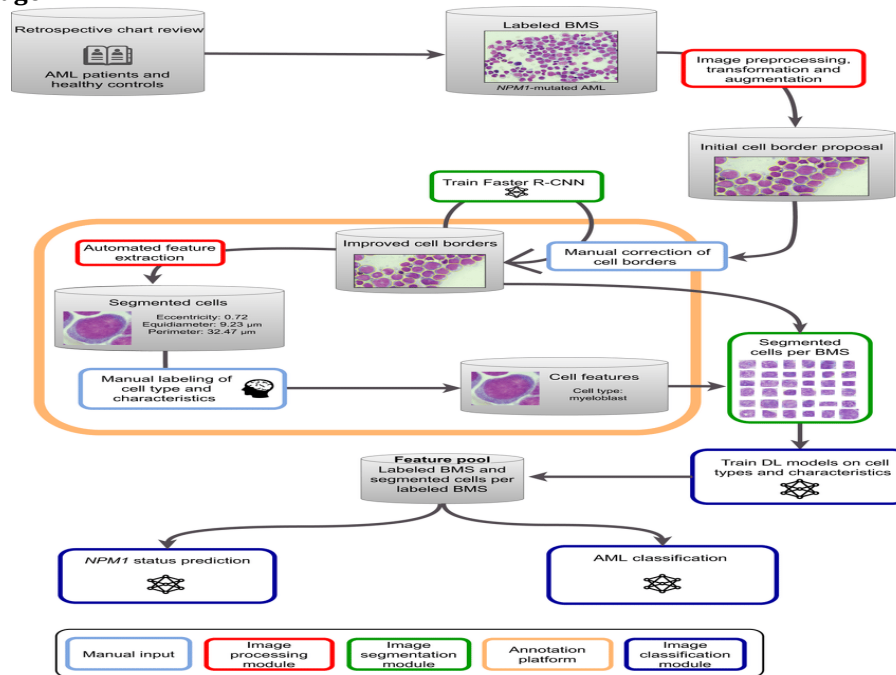 Retrospective chart review
AML patients and
healthy controls
Labeled BMS
NPM1-mutated AML
Image preprocessing,
transformation and
augmentation
Initial cell border proposal
Train Faster R-CNN
Automated feature
extraction
Improved cell borders
Manual correction of
cell borders
Segmented cells
Eccentricity: 0.72
Equidiameter: 9.23 µm
Perimeter: 32.47 µm
Segmented
cells per BMS
Manual labeling of
cell type and
characteristics
Cell features
Cell type:
myeloblast
Feature pool
Labeled BMS and
segmented cells per
labeled BMS
Train DL models on cell
types and characteristics
NPM1 status prediction
AML classification
Manual input
Image
processing
module
Image
segmentation
module
Annotation
platform
Image
classification
module